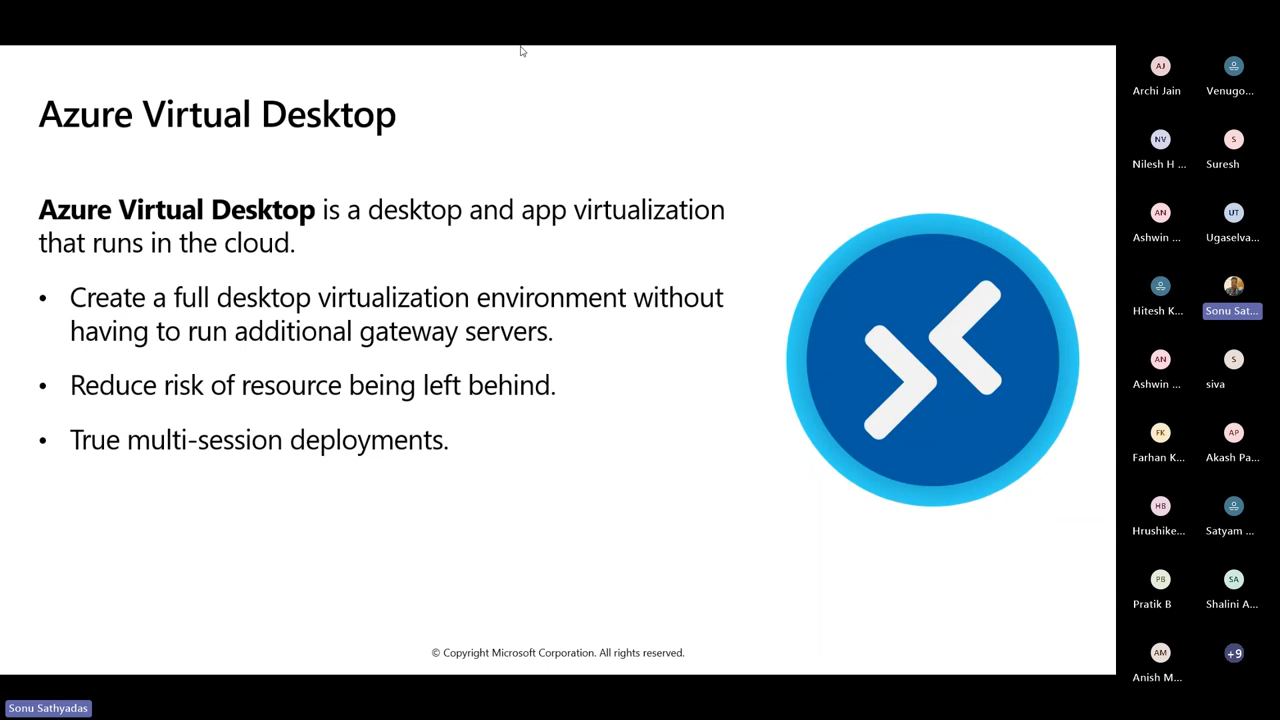 Azure Virtual Desktop
Azure Virtual Desktop is a desktop and app virtualization
that runs in the cloud.
• Create a full desktop virtualization environment without
having to run additional gateway servers.
• Reduce risk of resource being left behind.
• True multi-session deployments.
© Copyright Microsoft Corporation. All rights reserved.
AJ
Archi Jain
Venugo...
NV
Nilesh H ...
S
Suresh
AN
Ashwin ...
UT
Ugaselva...
Hitesh K...
Sonu Sat...
AN
Ashwin ...
S
siva
FK
Farhan K...
AP
Akash Pa...
HB
Hrushike...
Satyam ...
PB
Pratik B
SA
Shalini A...
AM
Anish M...
+9
Sonu Sathyadas